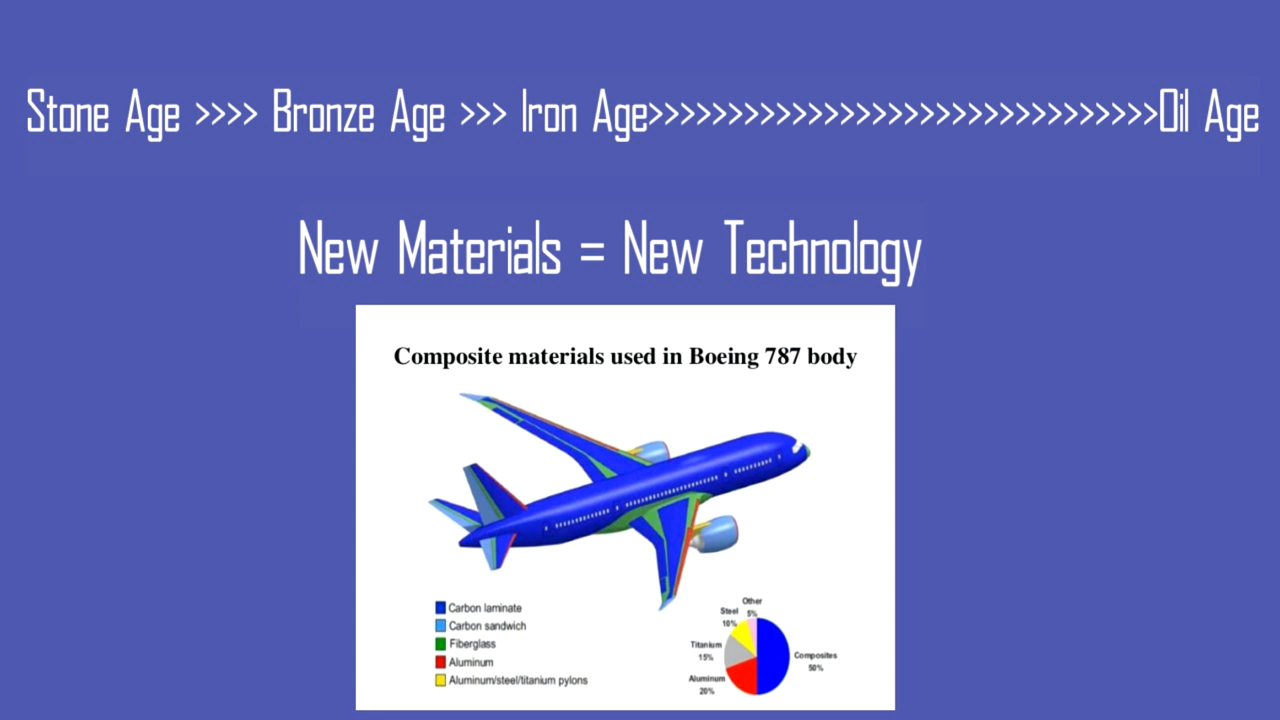 Stone Age >>>> Bronze Age >>> Iron Age>>>>>>>>>>>>>>>>>>>>>>>>>>>>>>>>Oil Age
New Materials = New Technology
Composite materials used in Boeing 787 body
Carbon laminate
Carbon sandwich
Fiberglass
Aluminum
Aluminum/steel/titanium pylons
Other
5%
Steel
10%
Titanium
15%
Aluminum
20%
Composites
50%